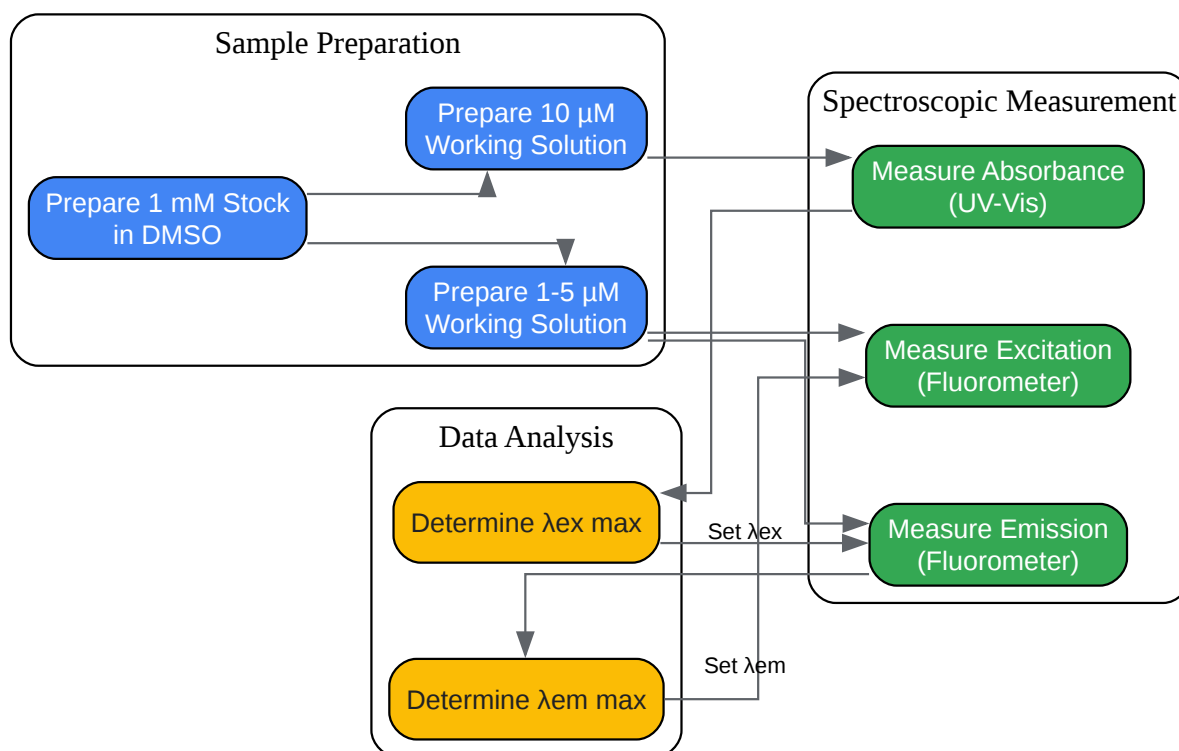 Sample Preparation
Prepare 10 µM
Working Solution
Prepare 1 mM Stock
in DMSO
Prepare 1-5 µM
Working Solution
Spectroscopic Measurement
Measure Absorbance
(UV-Vis)
Measure Excitation
(Fluorometer)
Measure Emission
(Fluorometer)
Data Analysis
Determine λex max
Set λex
Determine λem max
Set λem